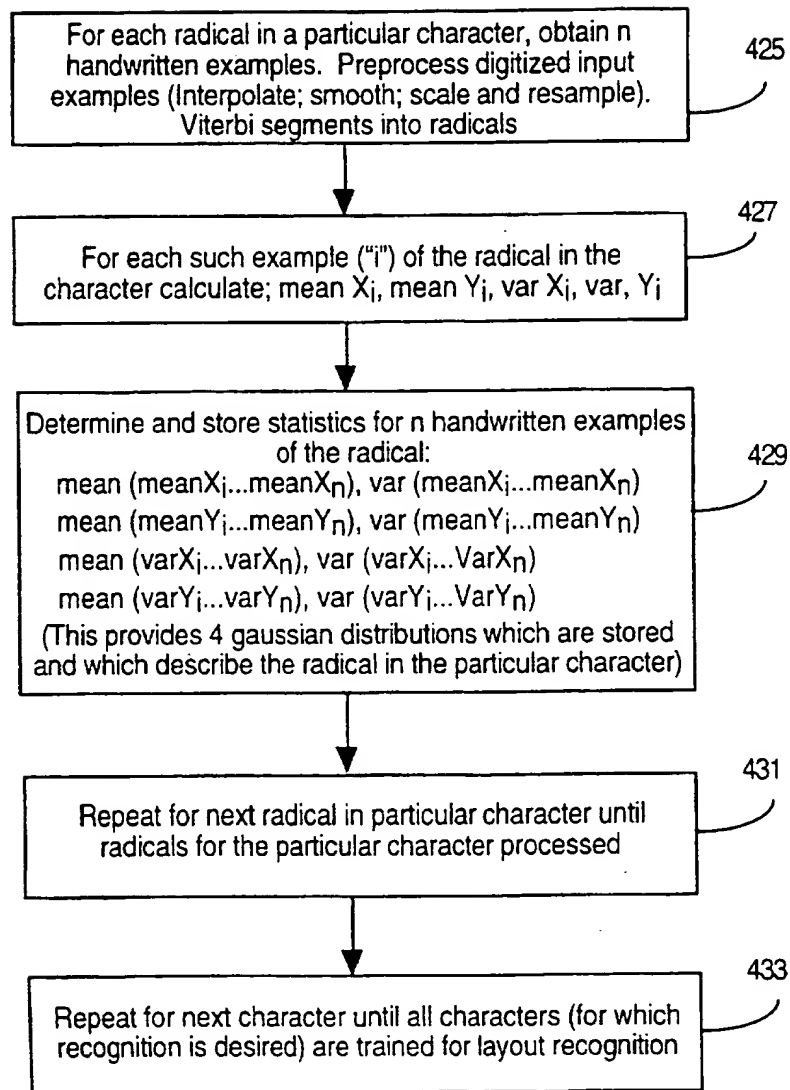 For each radical in a particular character, obtain n
handwritten examples. Preprocess digitized input
examples (Interpolate; smooth; scale and resample).
Viterbi segments into radicals
425
For each such example ("i") of the radical in the
character calculate; mean Xi, mean Yi, var Xi, var, Yi
427
Determine and store statistics for n handwritten examples
of the radical:
mean (meanXi...meanXn), var (meanXi...meanXn)
mean (meanYi...meanYn), var (meanYi...meanYn)
mean (varXi...varXn), var (varXi...VarXn)
mean (varYi...varYn), var (varYi...VarYn)
(This provides 4 gaussian distributions which are stored
and which describe the radical in the particular character)
429
Repeat for next radical in particular character until
radicals for the particular character processed
431
Repeat for next character until all characters (for which
recognition is desired) are trained for layout recognition
433